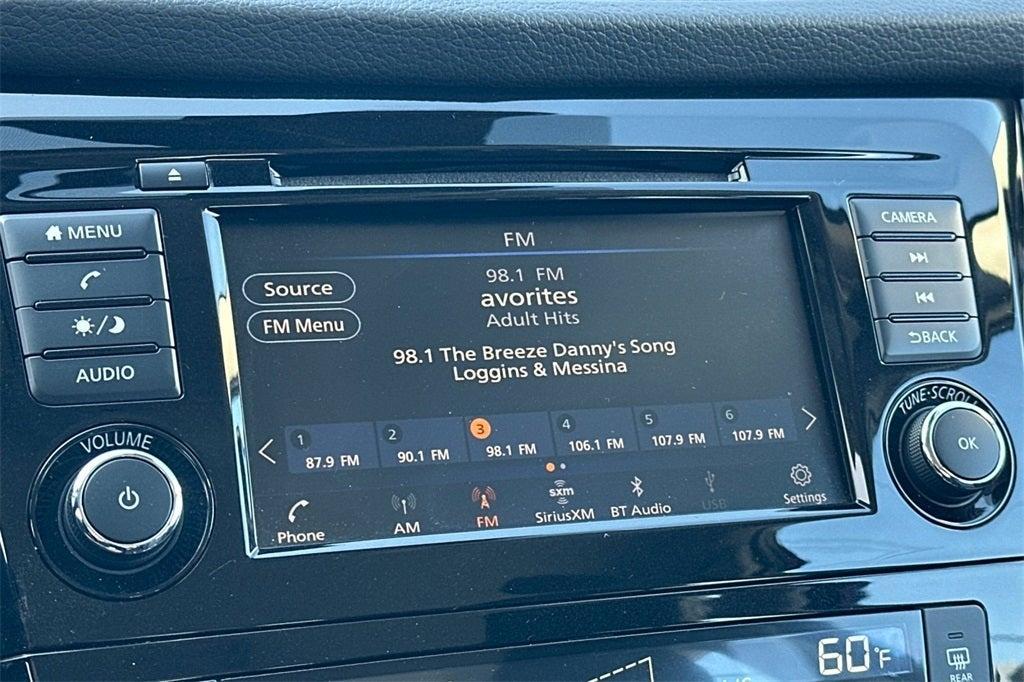 MENU
AUDIO
VOLUME
FM
Source
FM Menu
98.1 FM
avorites
Adult Hits
98.1 The Breeze Danny's Song
Loggins & Messina
1
87.9 FM
2
90.1 FM
3
98.1 FM
4
106.1 FM
5
107.9 FM
6
107.9 FM
Phone
AM
FM
sxm
SiriusXM
BT Audio
USB
Settings
CAMERA
BACK
TUNE·SCROLL
OK
60°F
REAR